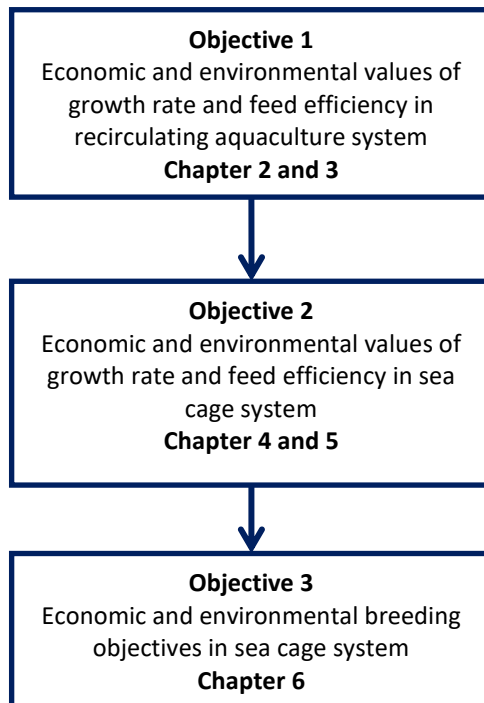 Objective 1
Economic and environmental values of
growth rate and feed efficiency in
recirculating aquaculture system
Chapter 2 and 3
Objective 2
Economic and environmental values of
growth rate and feed efficiency in sea
cage system
Chapter 4 and 5
Objective 3
Economic and environmental breeding
objectives in sea cage system
Chapter 6